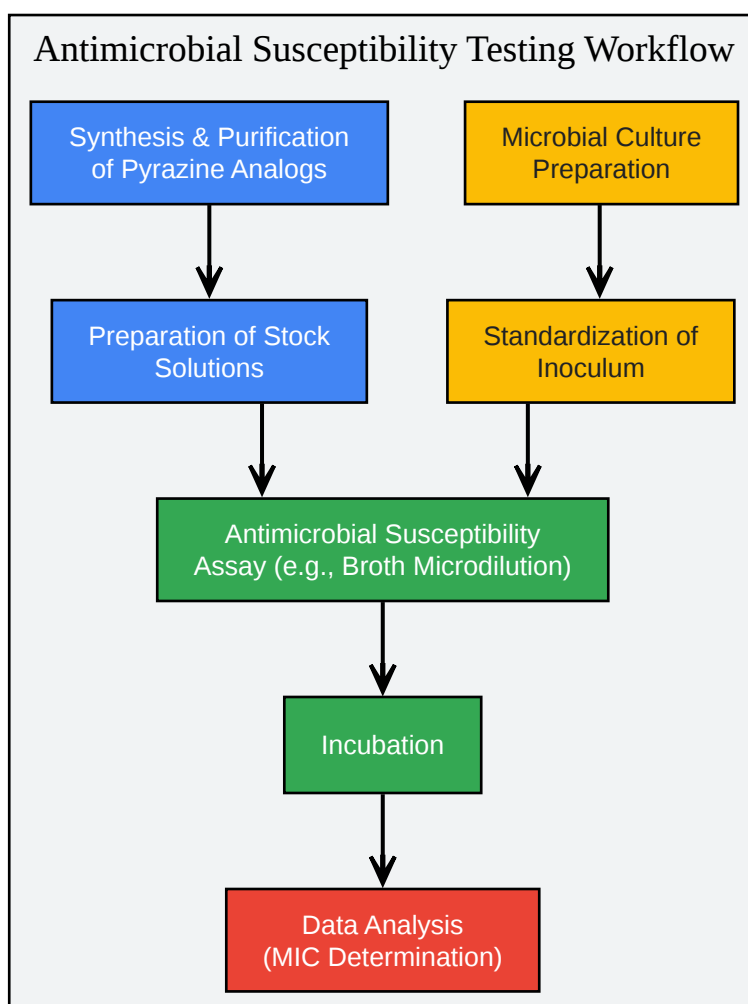 Antimicrobial Susceptibility Testing Workflow
Synthesis & Purification
of Pyrazine Analogs
Microbial Culture
Preparation
Preparation of Stock
Solutions
Standardization of
Inoculum
Antimicrobial Susceptibility
Assay (e.g., Broth Microdilution)
Incubation
Data Analysis
(MIC Determination)